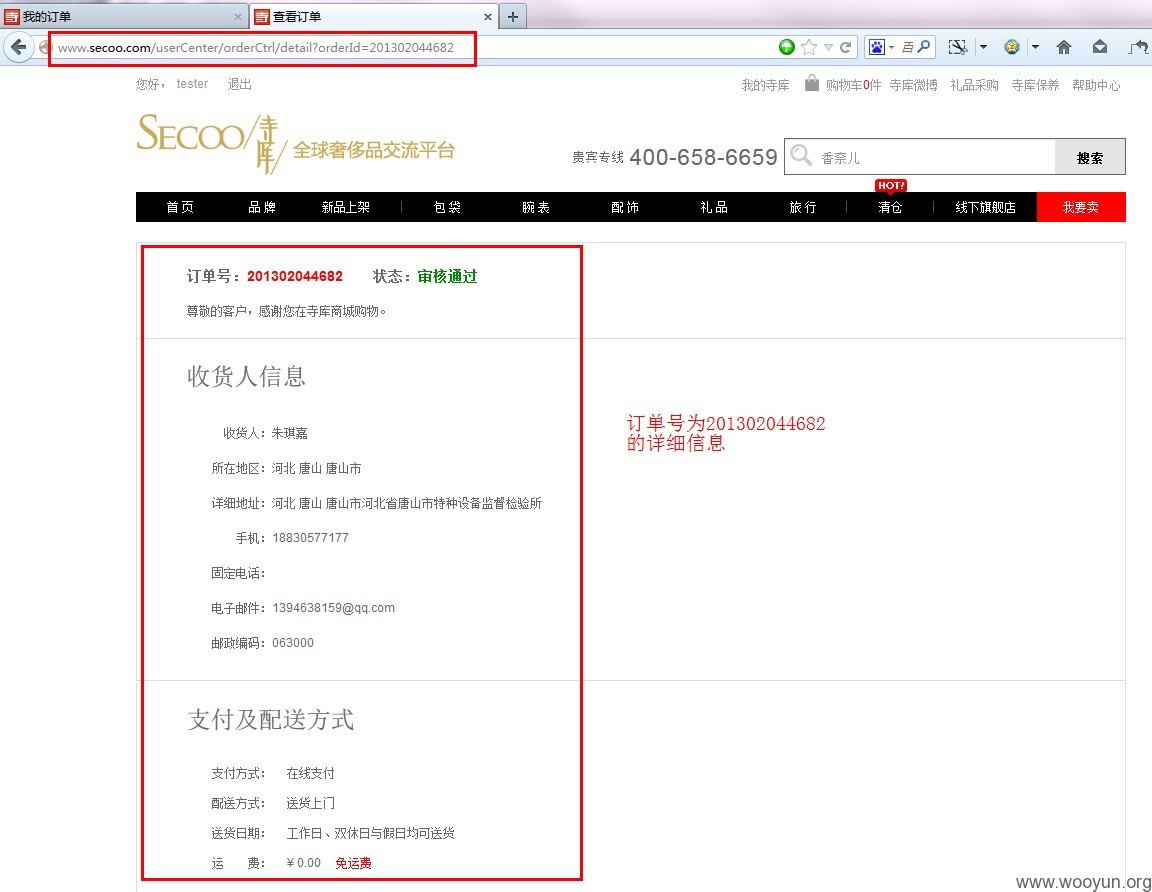 我的订单 查看订单
www.secoo.com/userCenter/orderCtrl/detail?orderId=201302044682
您好， tester 退出 我的寺库 购物车0件 寺库微博 礼品采购 寺库保养 帮助中心
SECOO/寺库/ 全球奢侈品交流平台
贵宾专线 400-658-6659 香奈儿 搜索
HOT!
首页 品牌 新品上架 包袋 腕表 配饰 礼品 旅行 清仓 线下旗舰店 我要卖
订单号：201302044682 状态：审核通过
尊敬的客户，感谢您在寺库商城购物。
收货人信息
收货人：朱琪嘉
所在地区：河北 唐山 唐山市
详细地址：河北 唐山 唐山市河北省唐山市特种设备监督检验所
手机：18830577177
固定电话：
电子邮件：1394638159@qq.com
邮政编码：063000
订单号为201302044682
的详细信息
支付及配送方式
支付方式： 在线支付
配送方式： 送货上门
送货日期： 工作日、双休日与假日均可送货
运 费： ￥0.00 免运费
www.wooyun.org